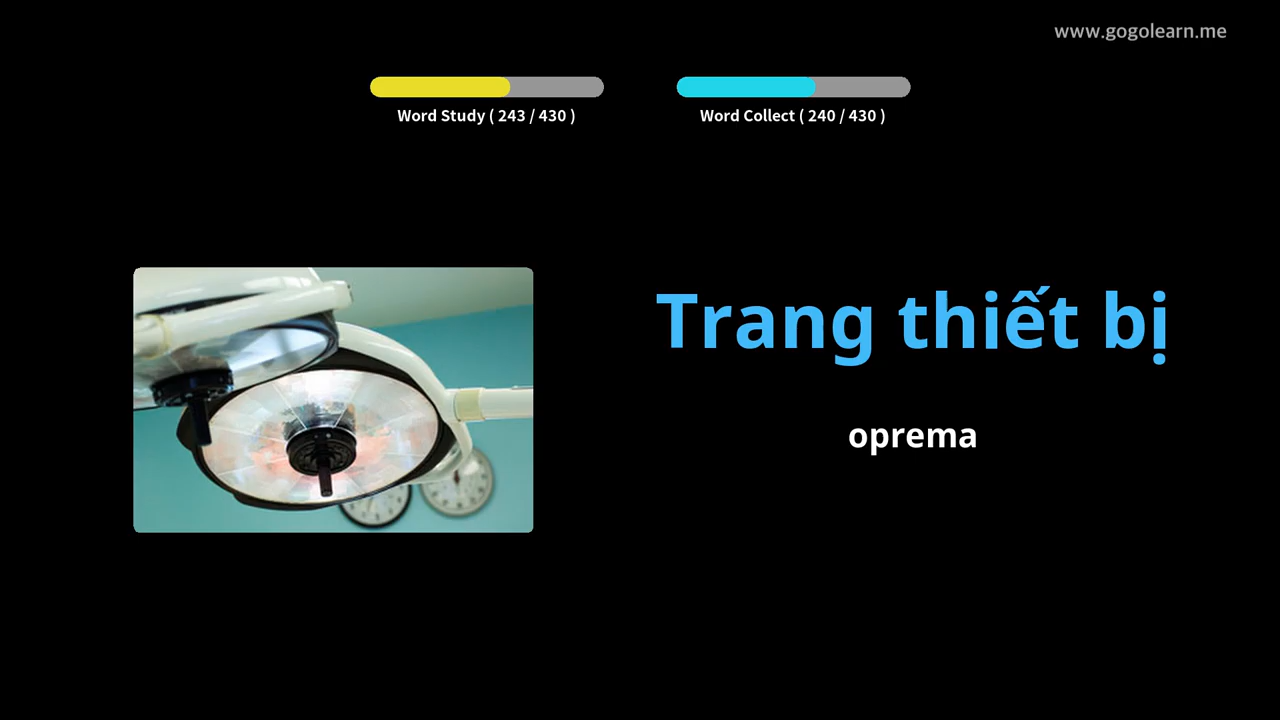 www.gogolearn.me
Word Study ( 243 / 430 )
Word Collect ( 240 / 430 )
Trang thiết bị
oprema